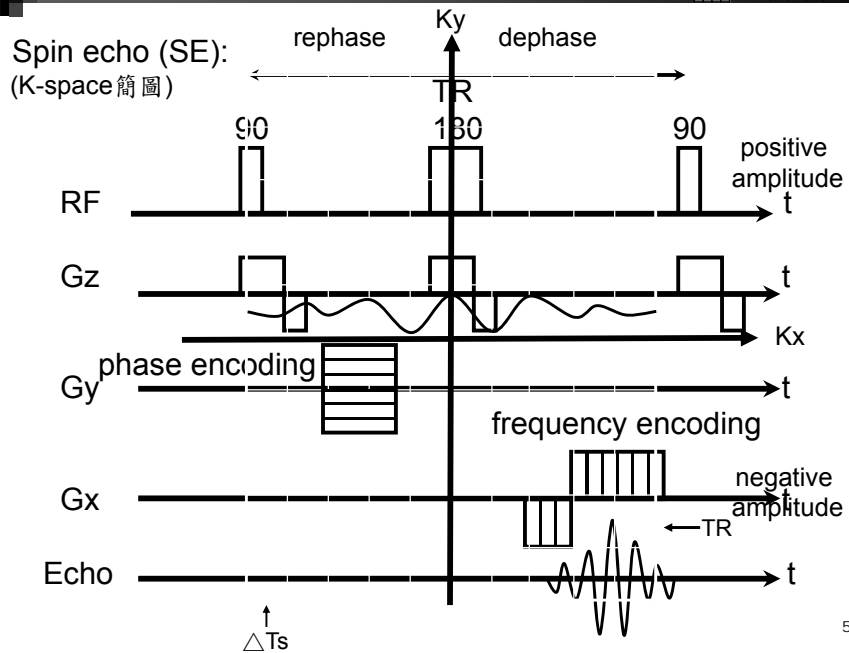 Spin echo (SE):
(K-space簡圖)
rephase
Ky
dephase
TR
90
180
90
positive
amplitude
RF
t
Gz
t
Kx
phase encoding
Gy
t
frequency encoding
Gx
negative
amplitude
t
←TR
Echo
t
△Ts
5